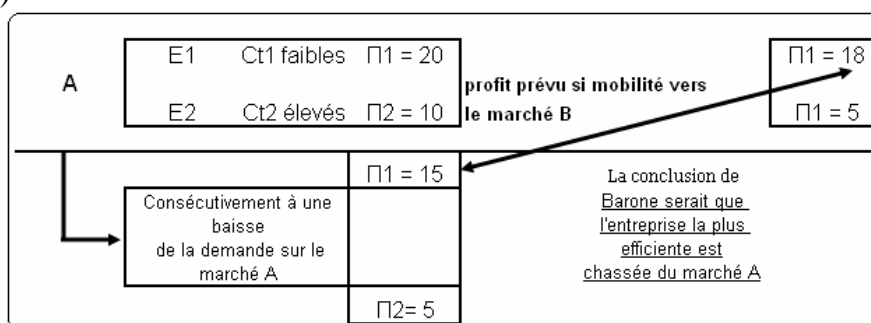 )
A
E1 Ct1 faibles Π1 = 20
E2 Ct2 élevés Π2 = 10
profit prévu si mobilité vers
le marché B
Π1 = 18
Π1 = 5
Π1 = 15
Consécutivement à une
baisse
de la demande sur le
marché A
Π2= 5
La conclusion de
Barone serait que
l'entreprise la plus
efficiente est
chassée du marché A